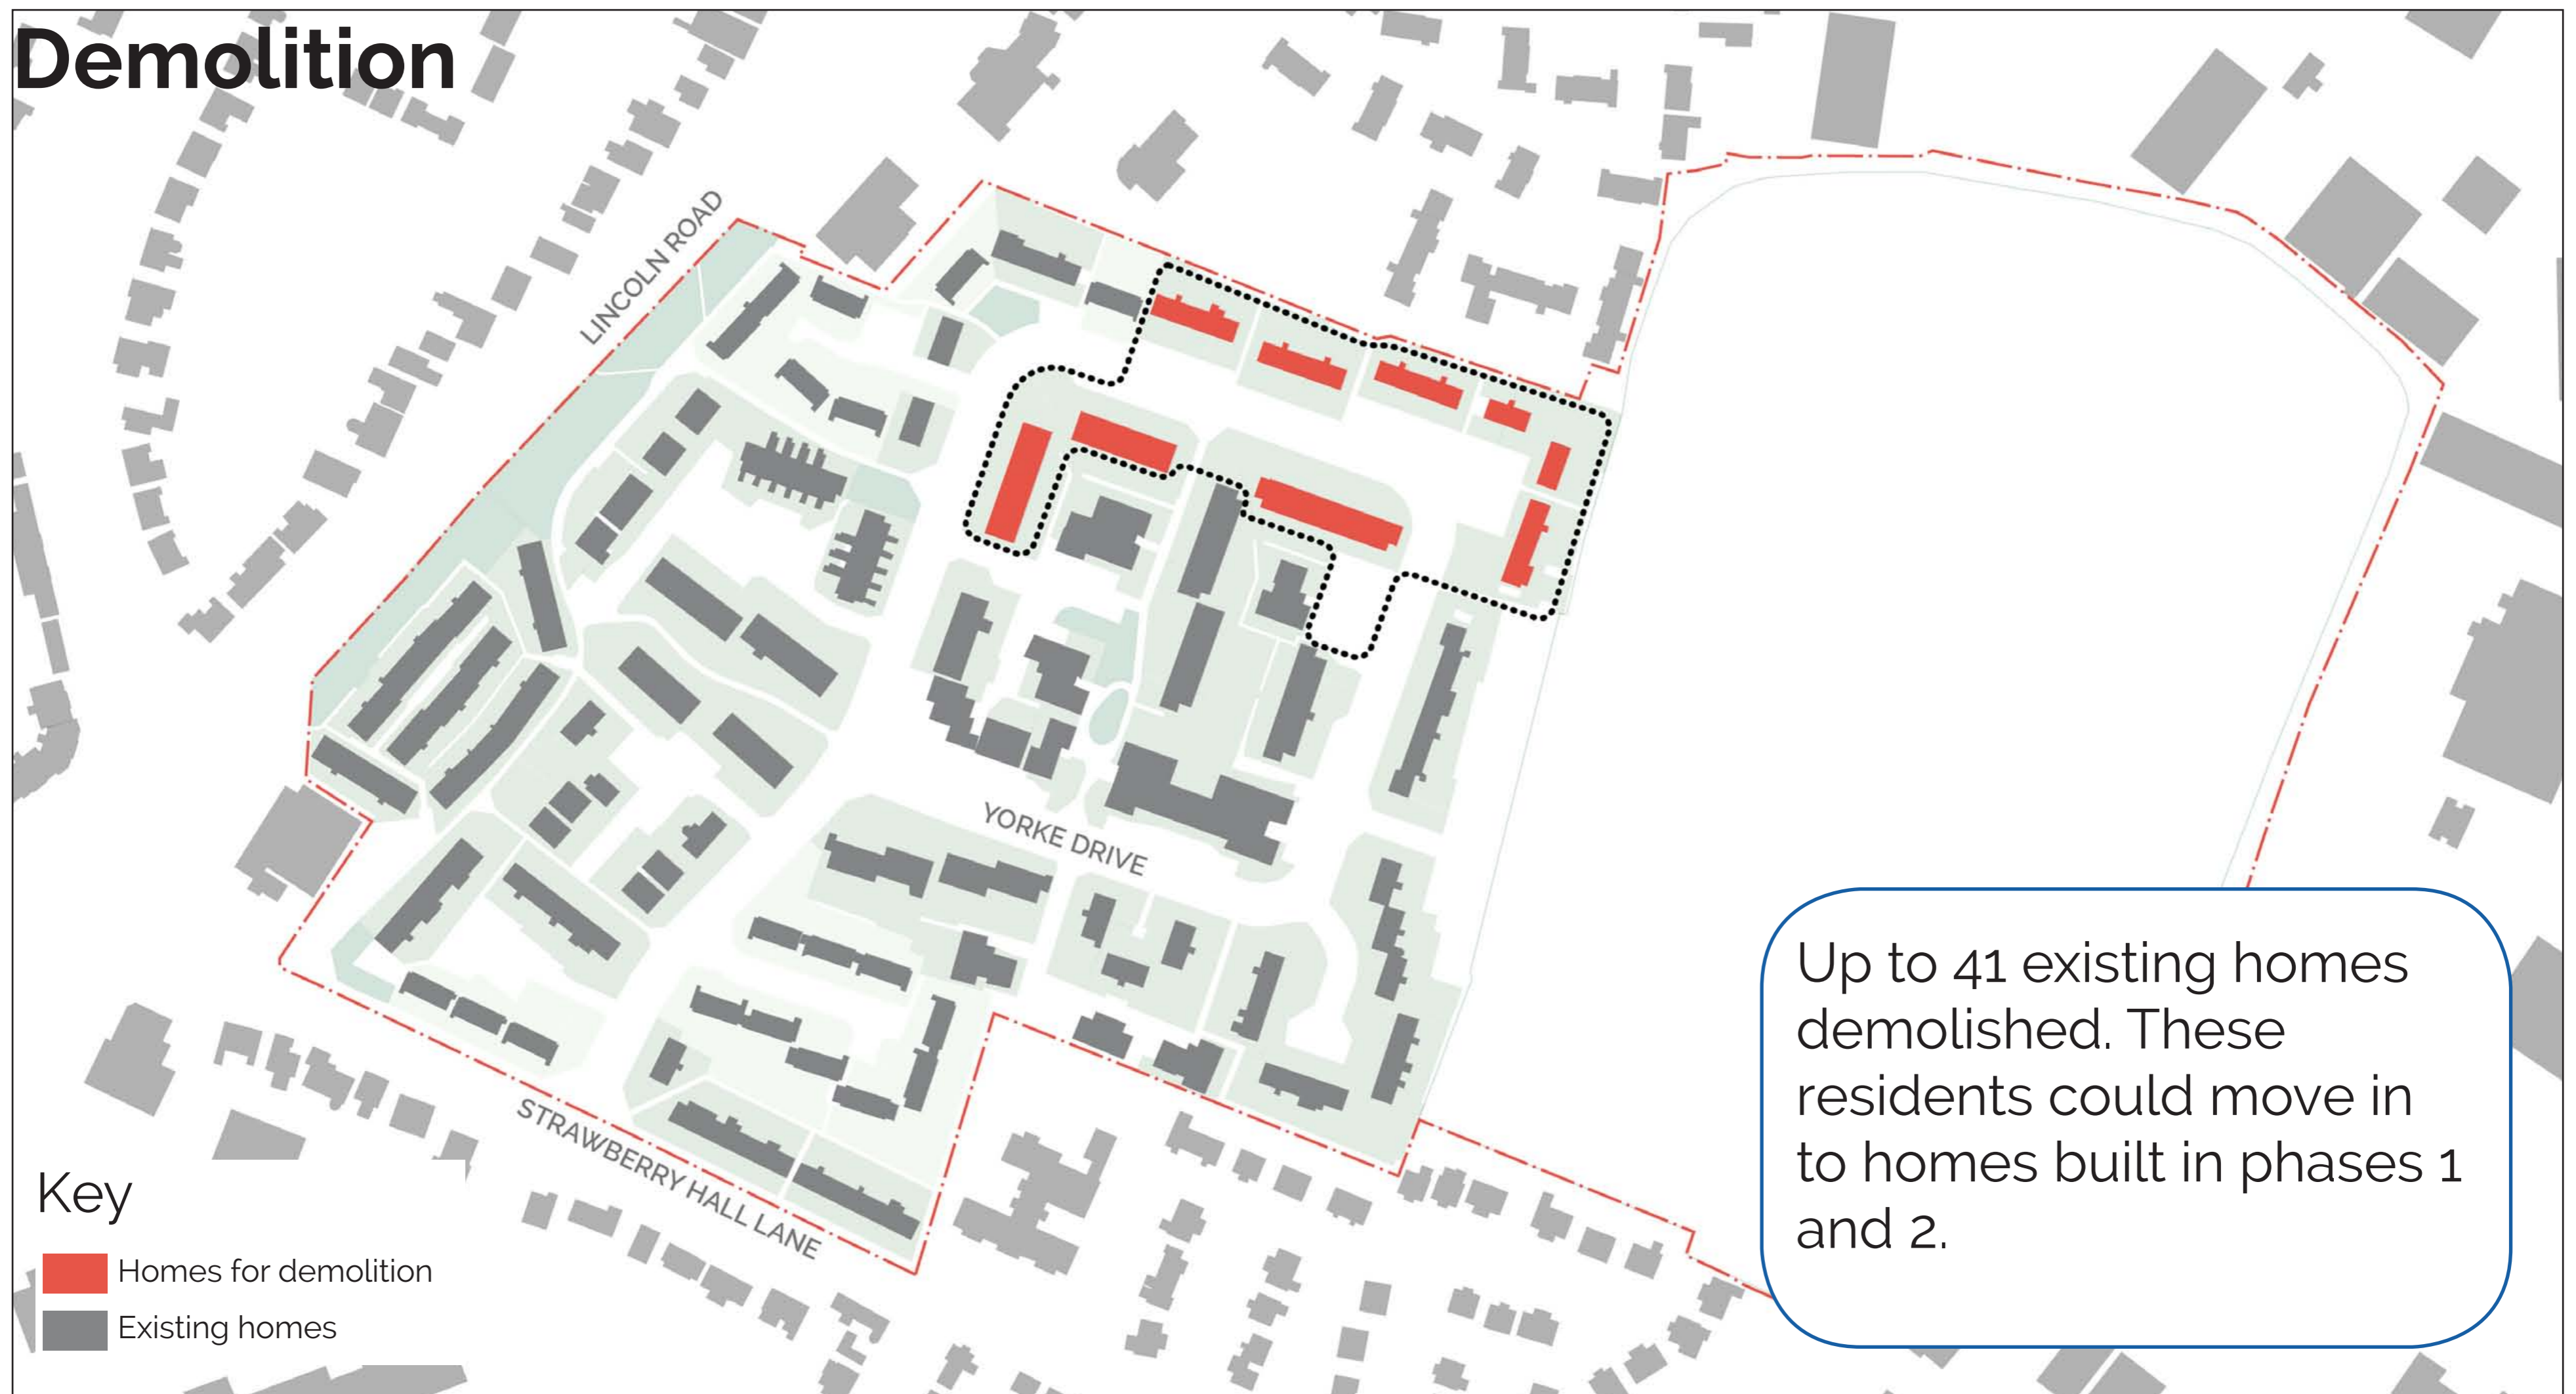 Demolition
LINCOLN ROAD
YORKE DRIVE
STRAWBERRY HALL LANE
Up to 41 existing homes
demolished. These
residents could move in
to homes built in phases 1
and 2.
Key
Homes for demolition
Existing homes